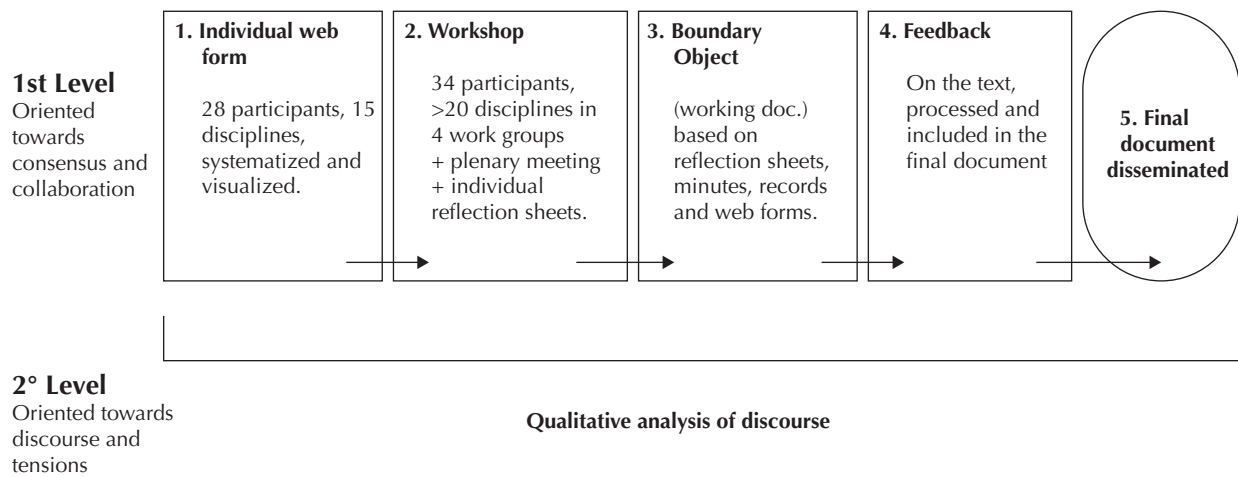 1st Level
Oriented
towards
consensus and
collaboration
1. Individual web
form
28 participants, 15
disciplines,
systematized and
visualized.
2. Workshop
34 participants,
>20 disciplines in
4 work groups
+ plenary meeting
+ individual
reflection sheets.
3. Boundary
Object
(working doc.)
based on
reflection sheets,
minutes, records
and web forms.
4. Feedback
On the text,
processed and
included in the
final document
5. Final
document
disseminated
2° Level
Oriented towards
discourse and
tensions
Qualitative analysis of discourse